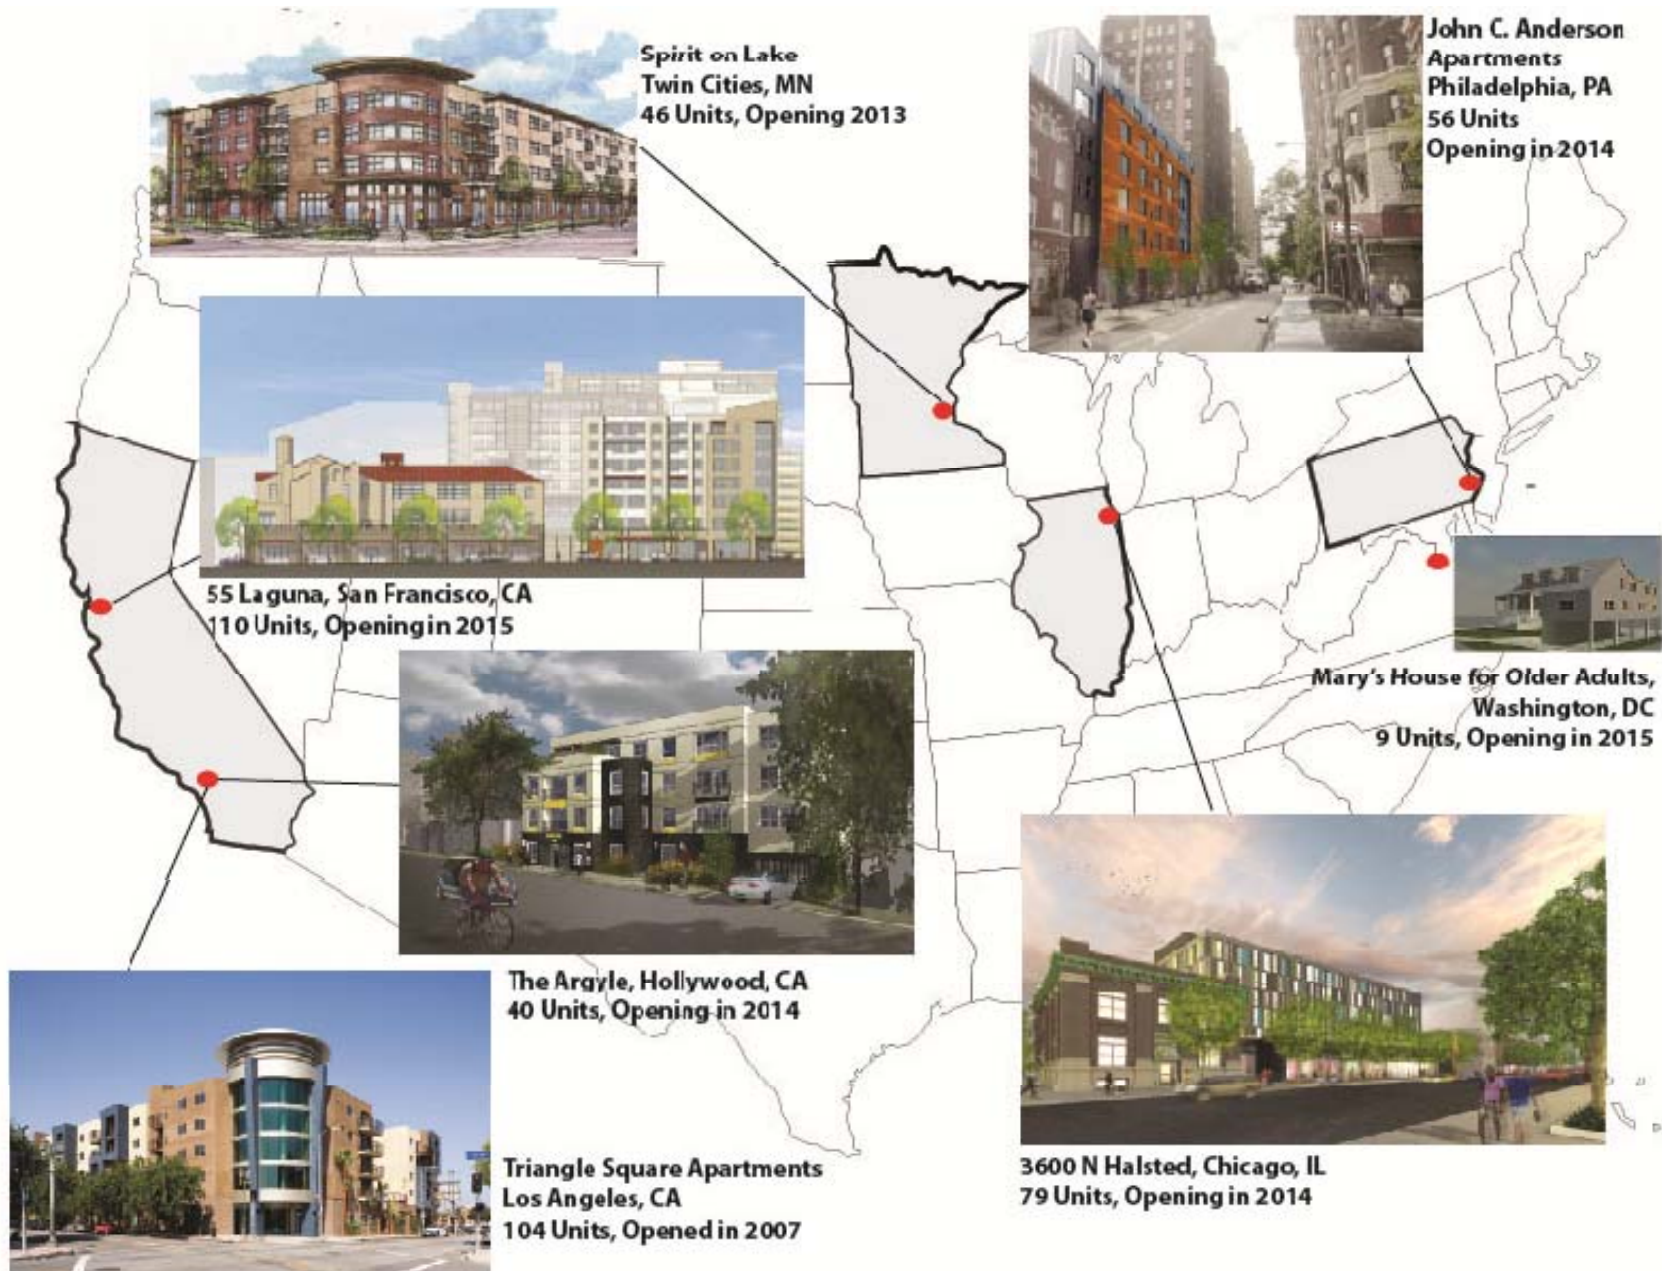 Spirit on Lake
Twin Cities, MN
46 Units, Opening 2013
John C. Anderson
Apartments
Philadelphia, PA
56 Units
Opening in 2014
55 Laguna, San Francisco, CA
110 Units, Opening in 2015
Mary's House for Older Adults,
Washington, DC
9 Units, Opening in 2015
The Argyle, Hollywood, CA
40 Units, Opening in 2014
Triangle Square Apartments
Los Angeles, CA
104 Units, Opened in 2007
3600 N Halsted, Chicago, IL
79 Units, Opening in 2014